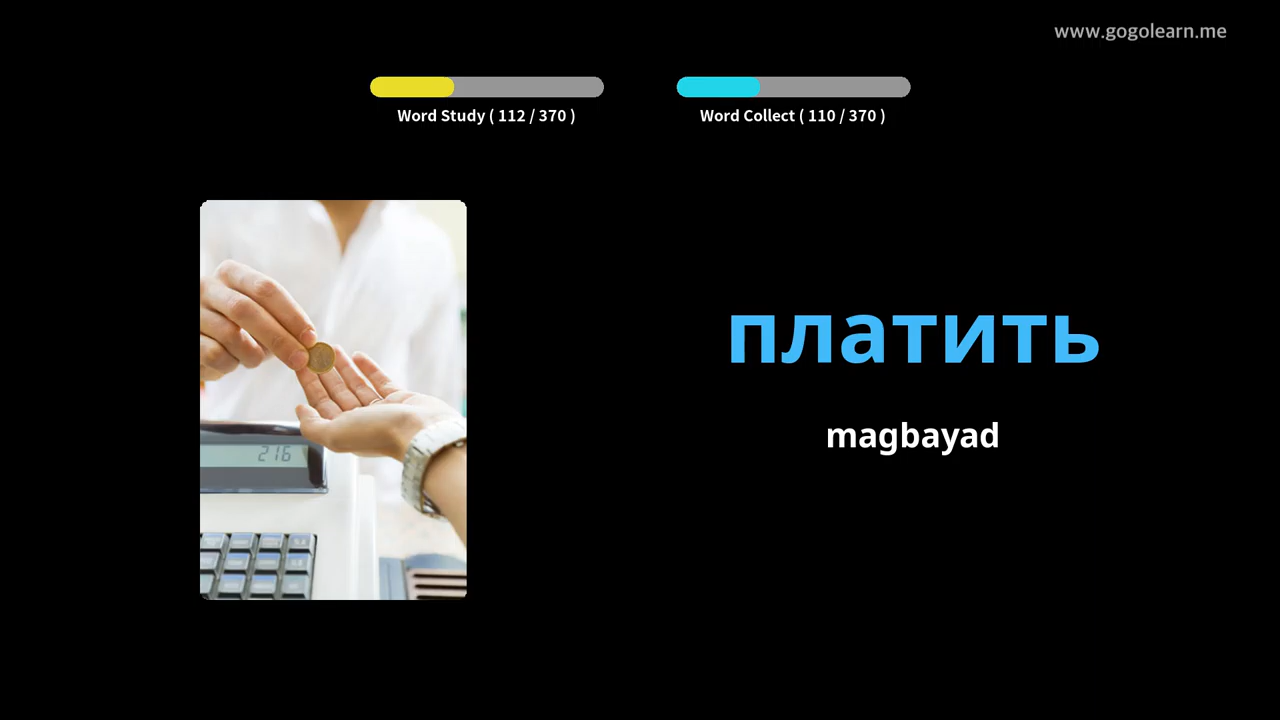 www.gogolearn.me
Word Study ( 112 / 370 )
Word Collect ( 110 / 370 )
платить
magbayad
216